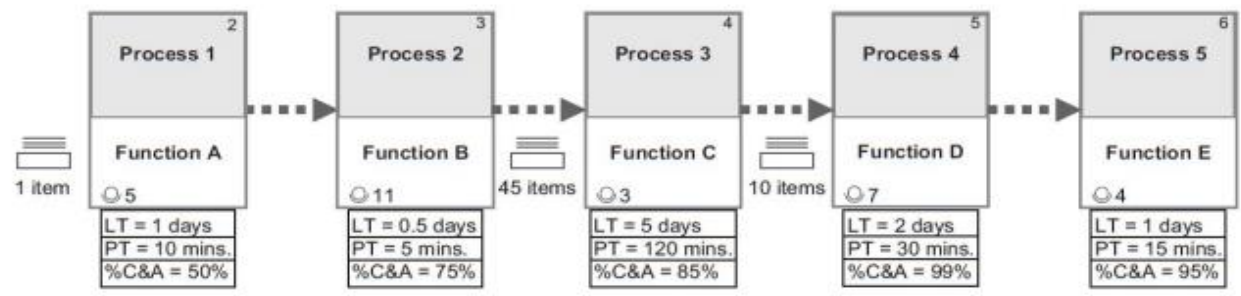 2
Process 1
Function A
5
LT = 1 days
PT = 10 mins.
%C&A = 50%
1 item
3
Process 2
Function B
11
LT = 0.5 days
PT = 5 mins.
%C&A = 75%
45 items
4
Process 3
Function C
3
LT = 5 days
PT = 120 mins.
%C&A = 85%
10 items
5
Process 4
Function D
7
LT = 2 days
PT = 30 mins.
%C&A = 99%
6
Process 5
Function E
4
LT = 1 days
PT = 15 mins.
%C&A = 95%